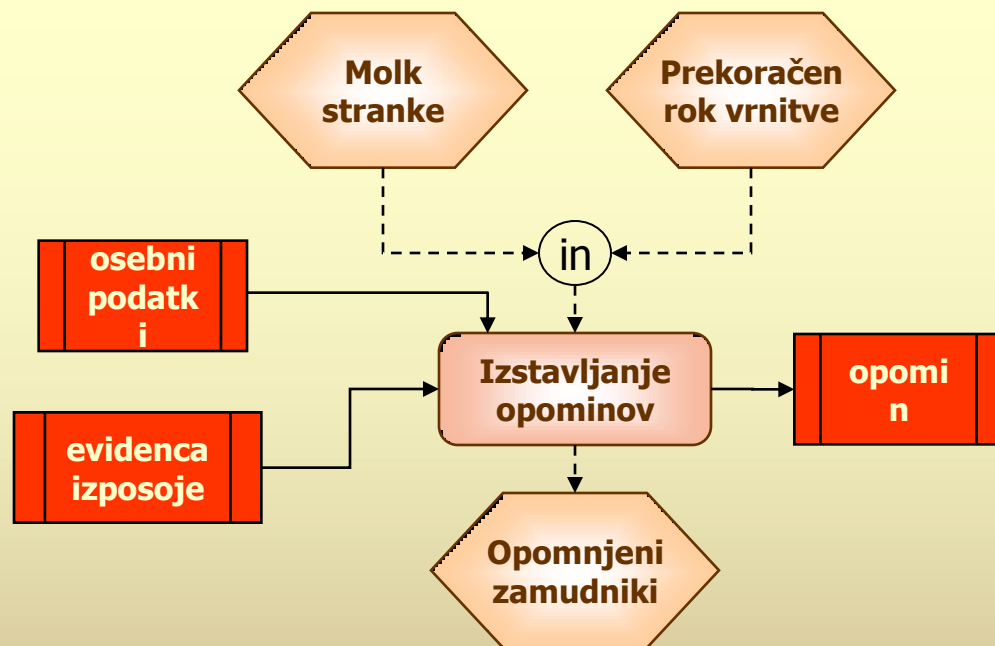 Molk
stranke
Prekoračen
rok vrnitve
in
osebni
podatk
i
Izstavljanje
opominov
opomi
n
evidenca
izposoje
Opomnjeni
zamudniki